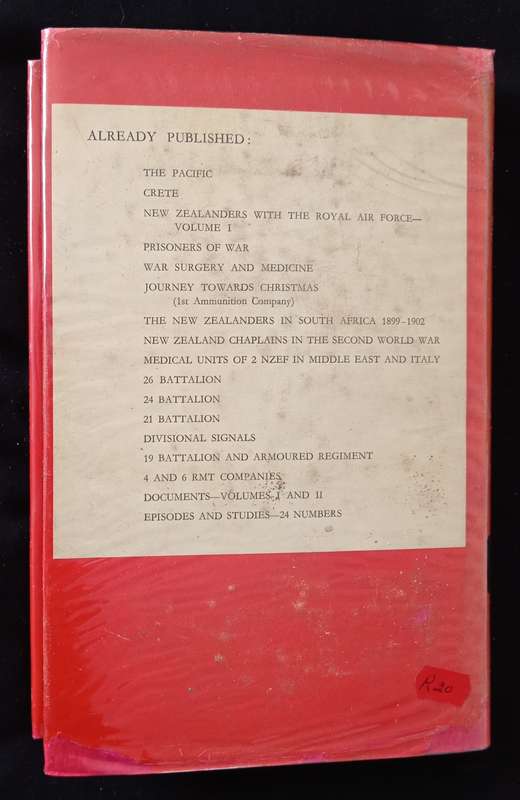 ALREADY PUBLISHED:
THE PACIFIC
CRETE
NEW ZEALANDERS WITH THE ROYAL AIR FORCE—
VOLUME I
PRISONERS OF WAR
WAR SURGERY AND MEDICINE
JOURNEY TOWARDS CHRISTMAS
(1st Ammunition Company)
THE NEW ZEALANDERS IN SOUTH AFRICA 1899-1902
NEW ZEALAND CHAPLAINS IN THE SECOND WORLD WAR
MEDICAL UNITS OF 2 NZEF IN MIDDLE EAST AND ITALY
26 BATTALION
24 BATTALION
21 BATTALION
DIVISIONAL SIGNALS
19 BATTALION AND ARMOURED REGIMENT
4 AND 6 RMT COMPANIES
DOCUMENTS—VOLUMES I AND II
EPISODES AND STUDIES—24 NUMBERS
R20